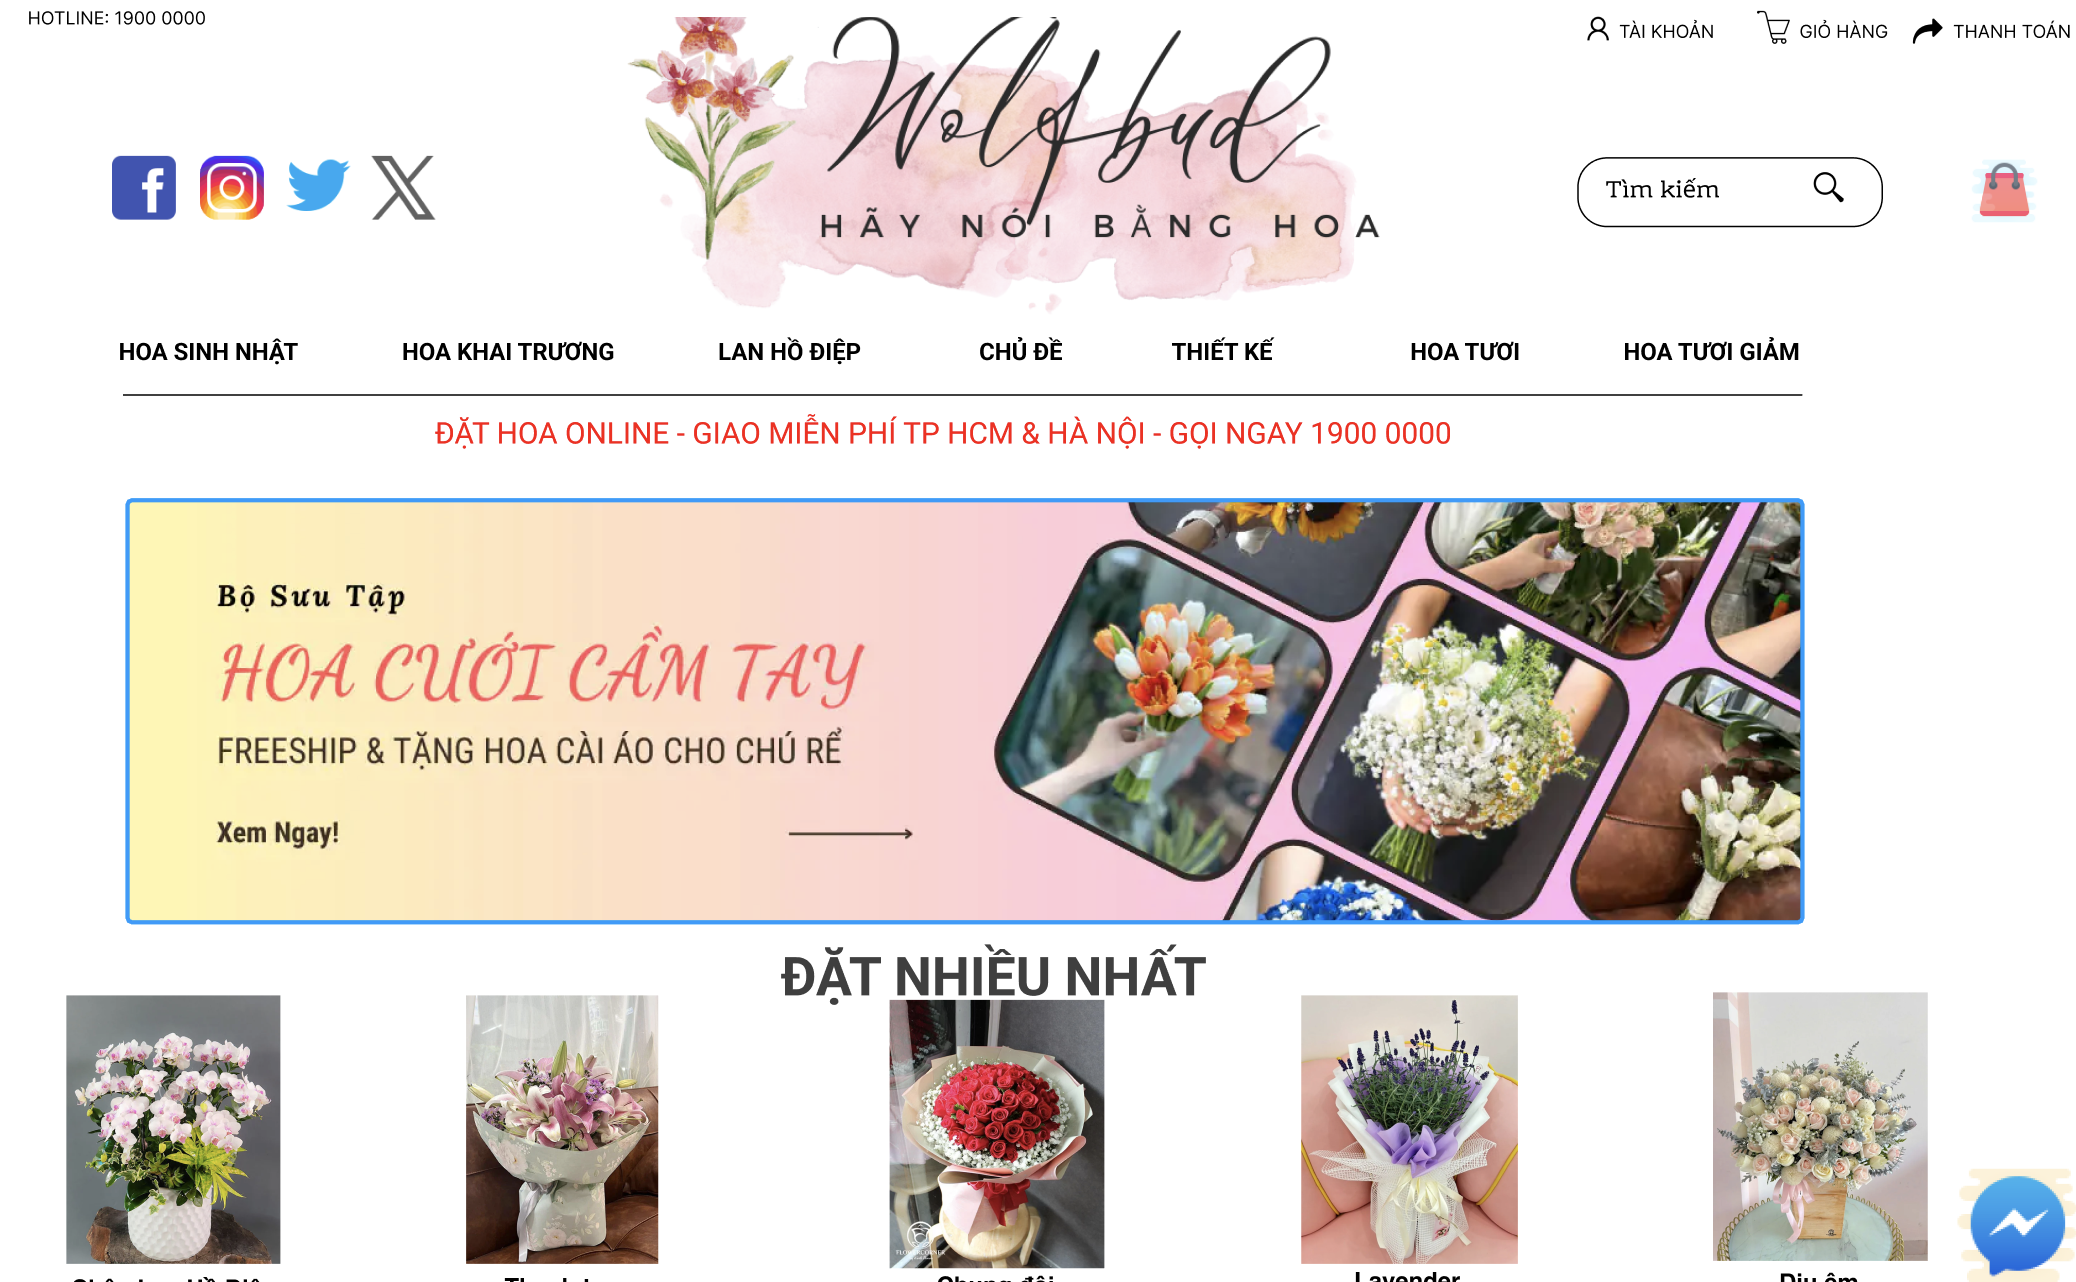 HOTLINE: 1900 0000
TÀI KHOẢN
GIỎ HÀNG
THANH TOÁN
Wolfbud
HÃY NÓI BẰNG HOA
Tìm kiếm
HOA SINH NHẬT
HOA KHAI TRƯƠNG
LAN HỒ ĐIỆP
CHỦ ĐỀ
THIẾT KẾ
HOA TƯƠI
HOA TƯƠI GIẢM
ĐẶT HOA ONLINE - GIAO MIỄN PHÍ TP HCM & HÀ NỘI - GỌI NGAY 1900 0000
Bộ Sưu Tập
HOA CƯỚI CẦM TAY
FREESHIP & TẶNG HOA CÀI ÁO CHO CHÚ RỂ
Xem Ngay!
ĐẶT NHIỀU NHẤT
Chung đôi
Lavender
Dịu êm